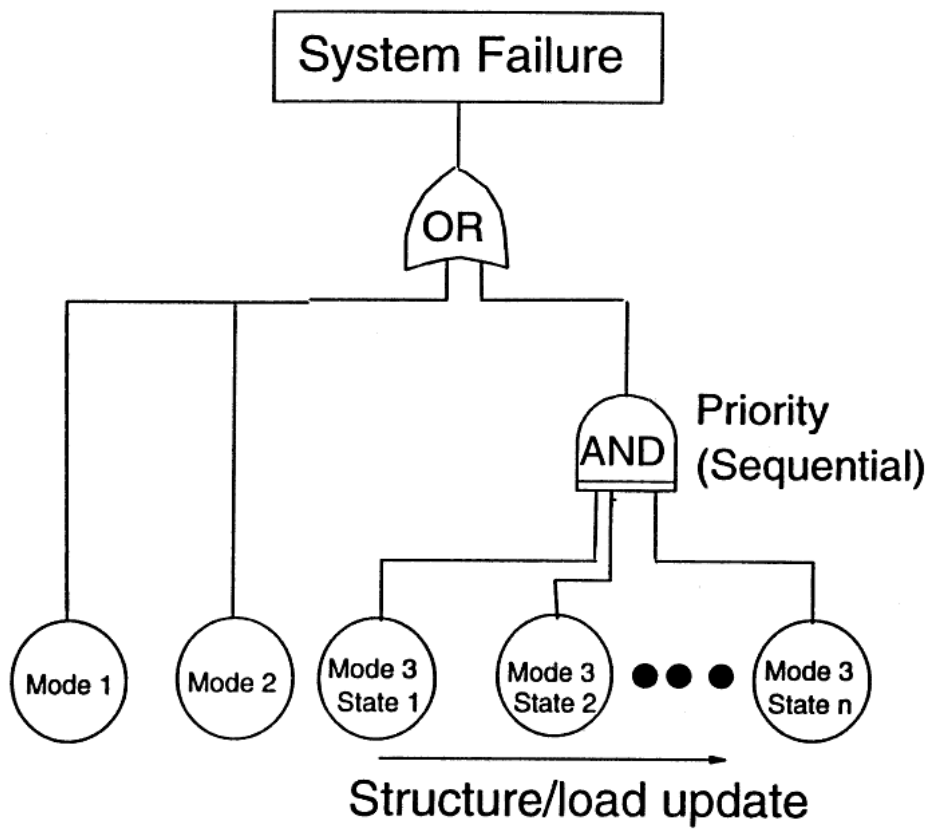 System Failure
OR
Priority
(Sequential)
AND
Mode 1
Mode 2
Mode 3
State 1
Mode 3
State 2
Mode 3
State n
Structure/load update